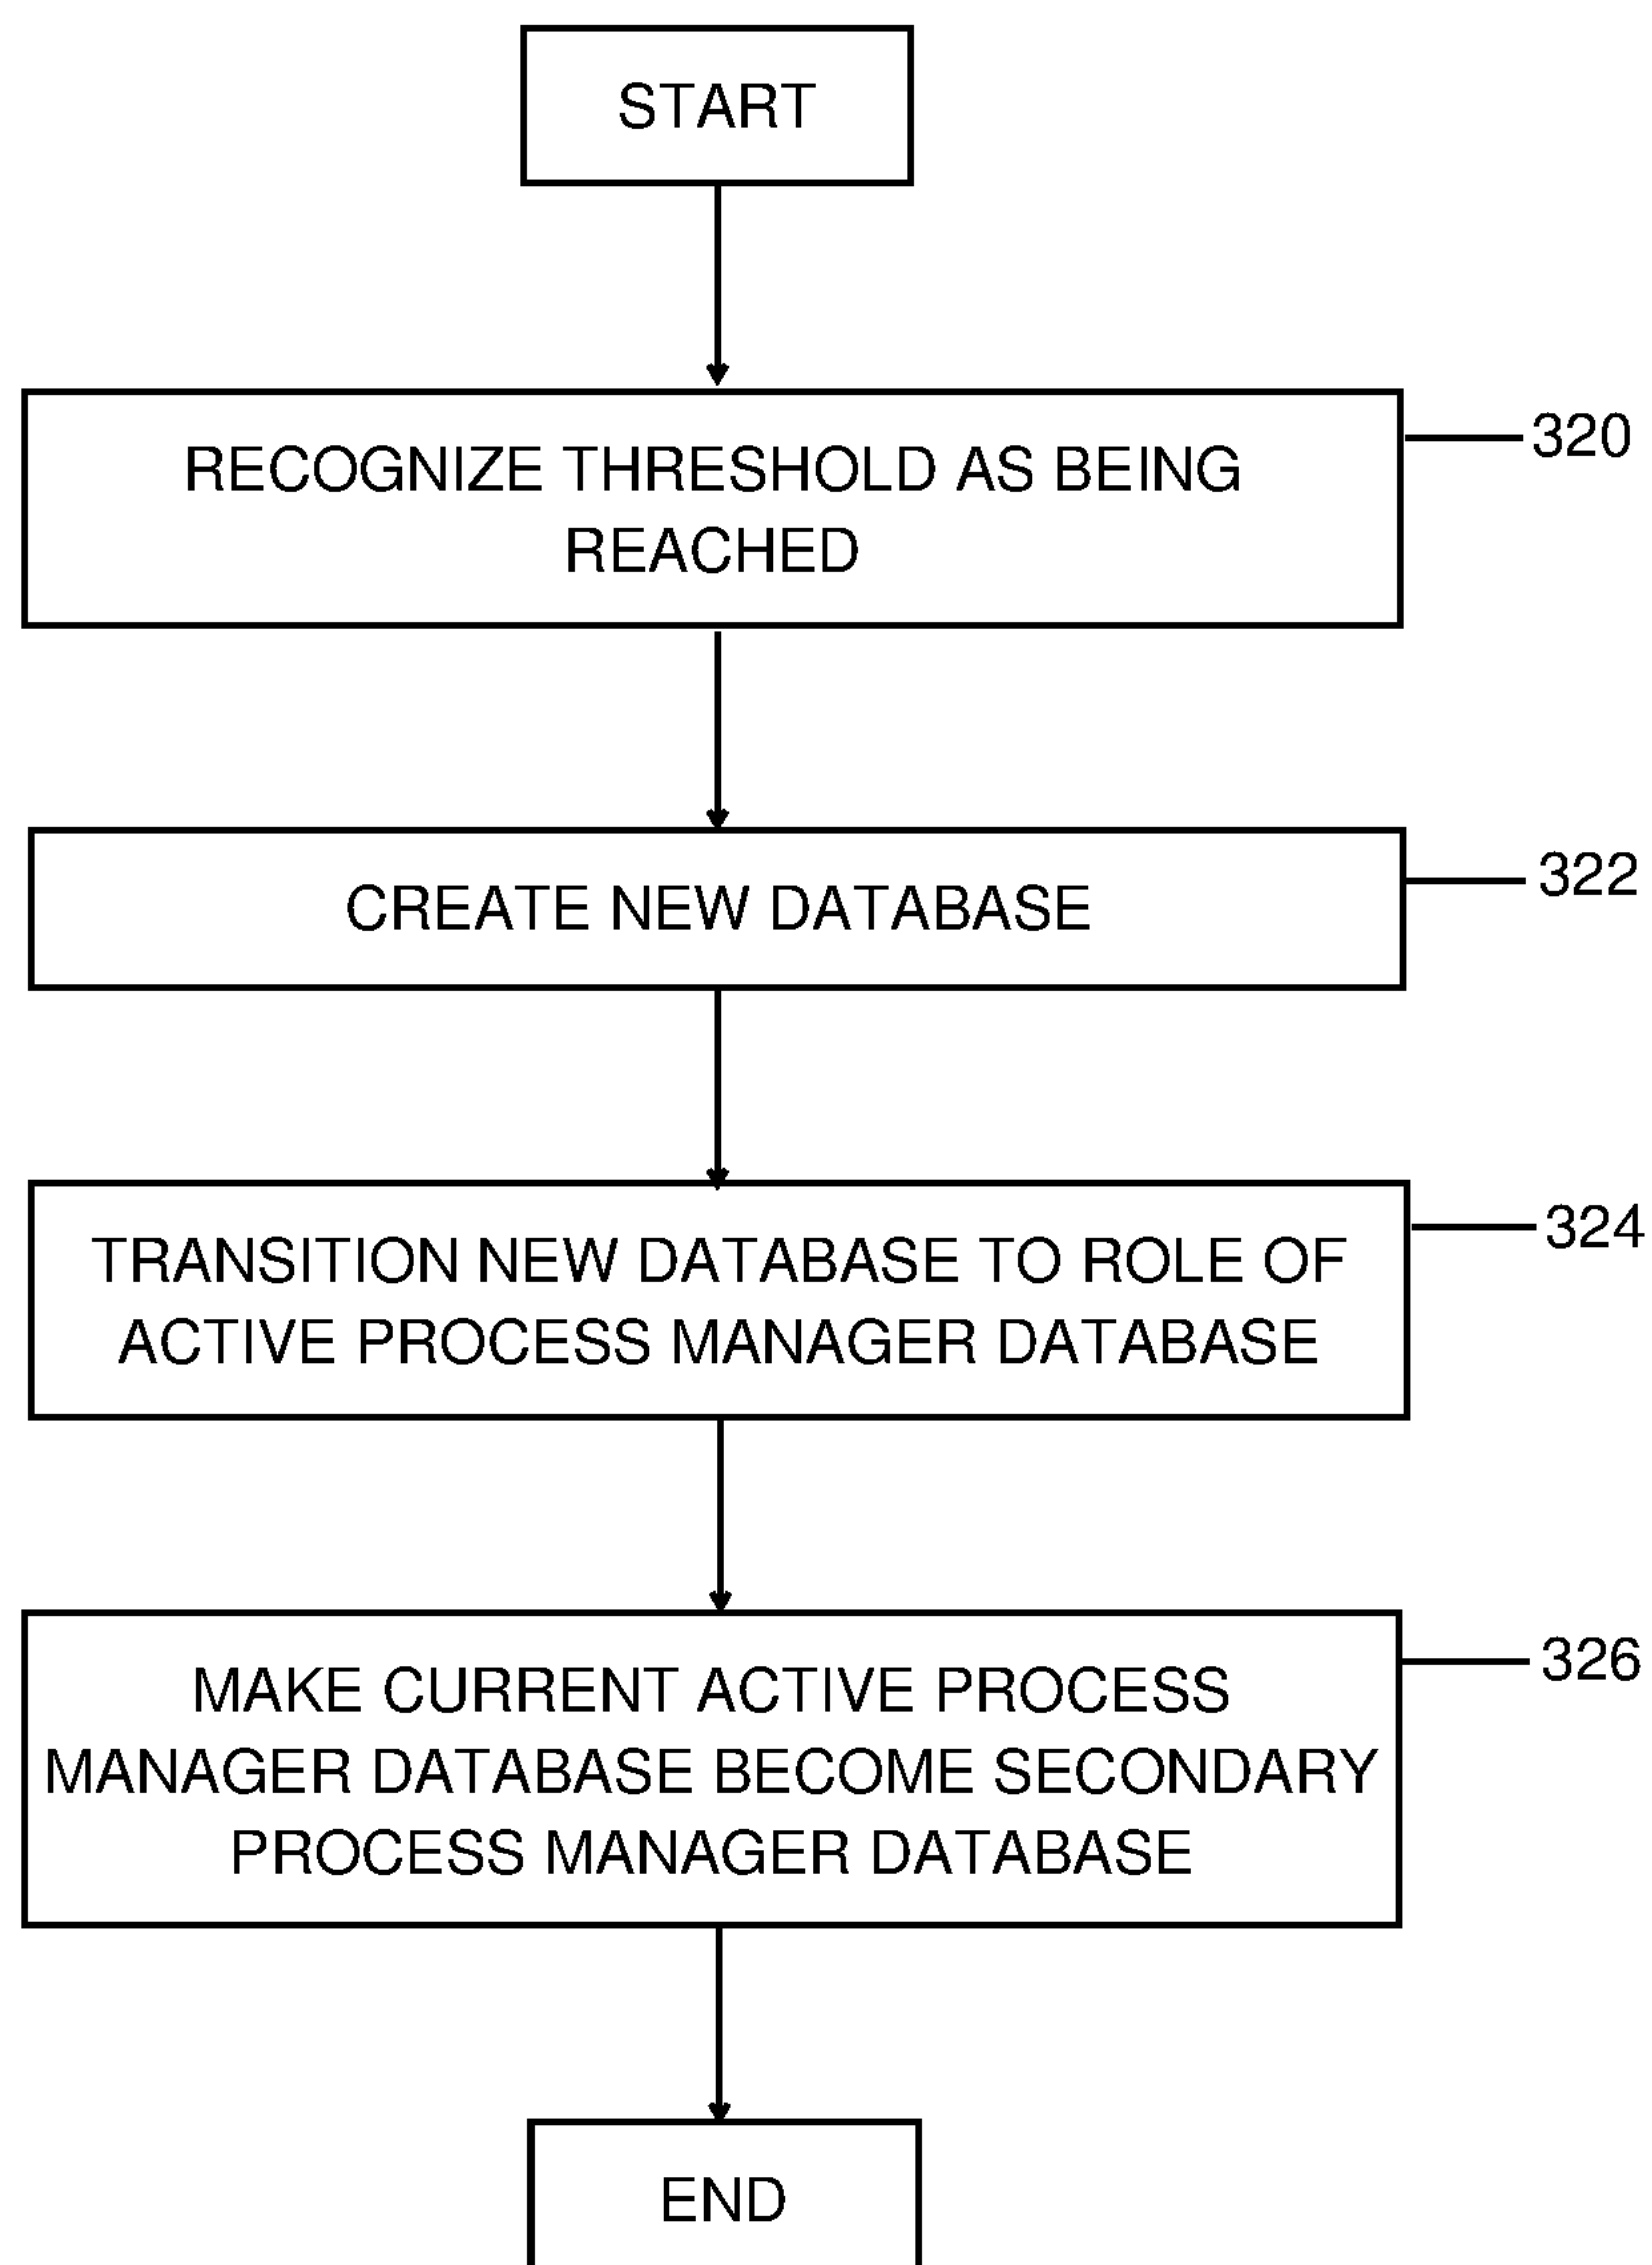 START
RECOGNIZE THRESHOLD AS BEING
REACHED
320
CREATE NEW DATABASE
322
TRANSITION NEW DATABASE TO ROLE OF
ACTIVE PROCESS MANAGER DATABASE
324
MAKE CURRENT ACTIVE PROCESS
MANAGER DATABASE BECOME SECONDARY
PROCESS MANAGER DATABASE
326
END